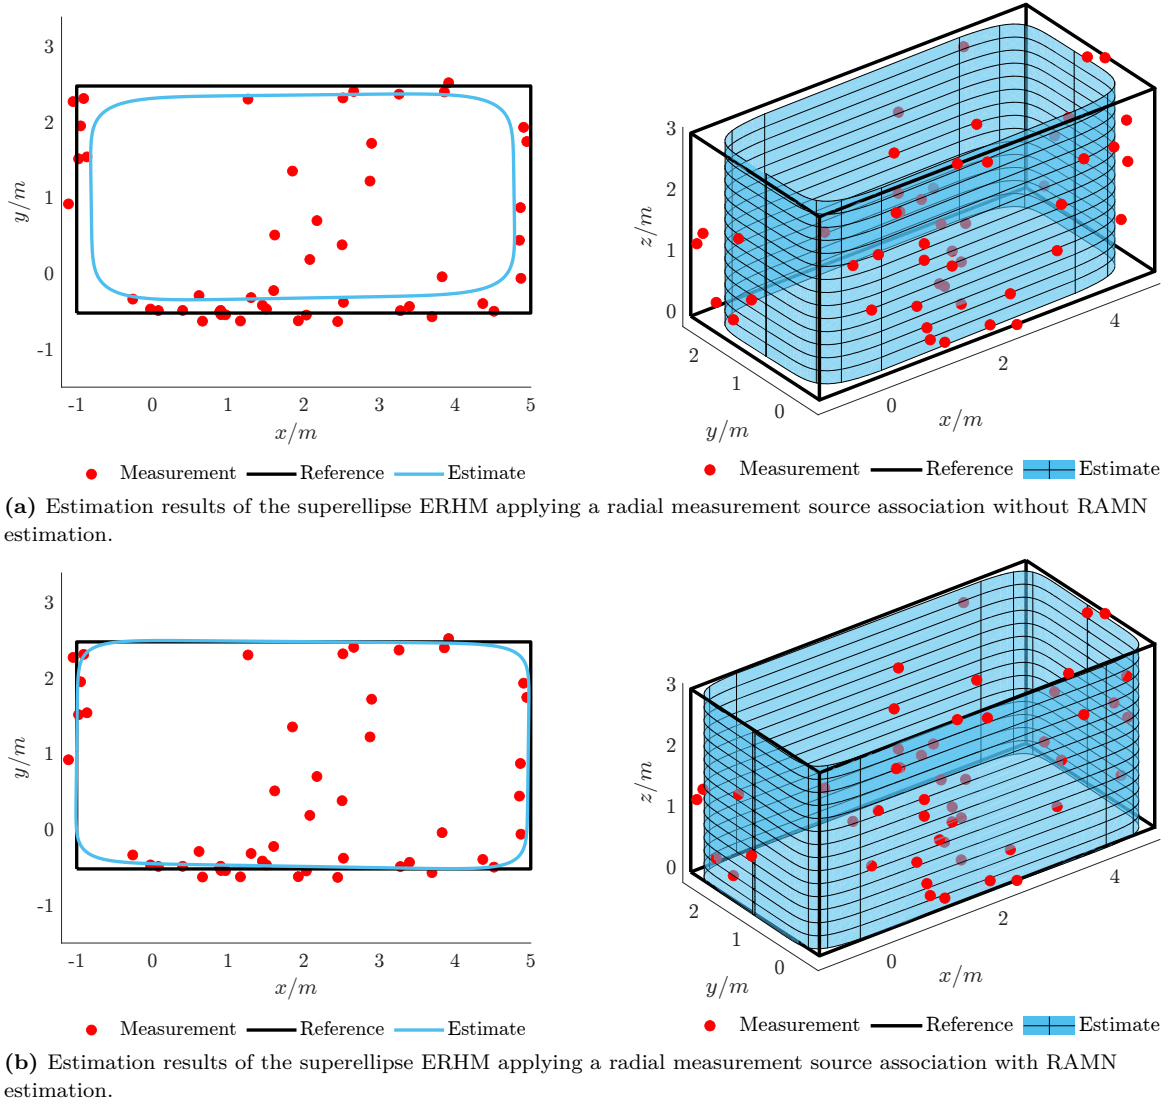 3
2
1
0
-1
y/m
-1 0 1 2 3 4 5
x/m
Measurement Reference Estimate
3
2
1
0
z/m
2
1
0
y/m
0
2
4
x/m
Measurement Reference Estimate
(a) Estimation results of the superellipse ERHM applying a radial measurement source association without RAMN
estimation.
3
2
1
0
-1
y/m
-1 0 1 2 3 4 5
x/m
Measurement Reference Estimate
3
2
1
0
z/m
2
1
0
y/m
0
2
4
x/m
Measurement Reference Estimate
(b) Estimation results of the superellipse ERHM applying a radial measurement source association with RAMN
estimation.